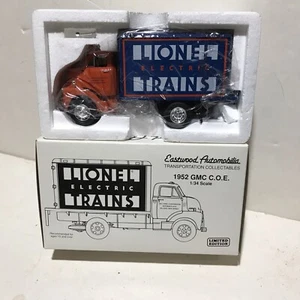 LIONEL
ELECTRIC
TRAINS
LIONEL
ELECTRIC
TRAINS
Eastwood Automobilia
TRANSPORTATION COLLECTABLES
1952 GMC C.O.E.
1:34 Scale
LIMITED
EDITION